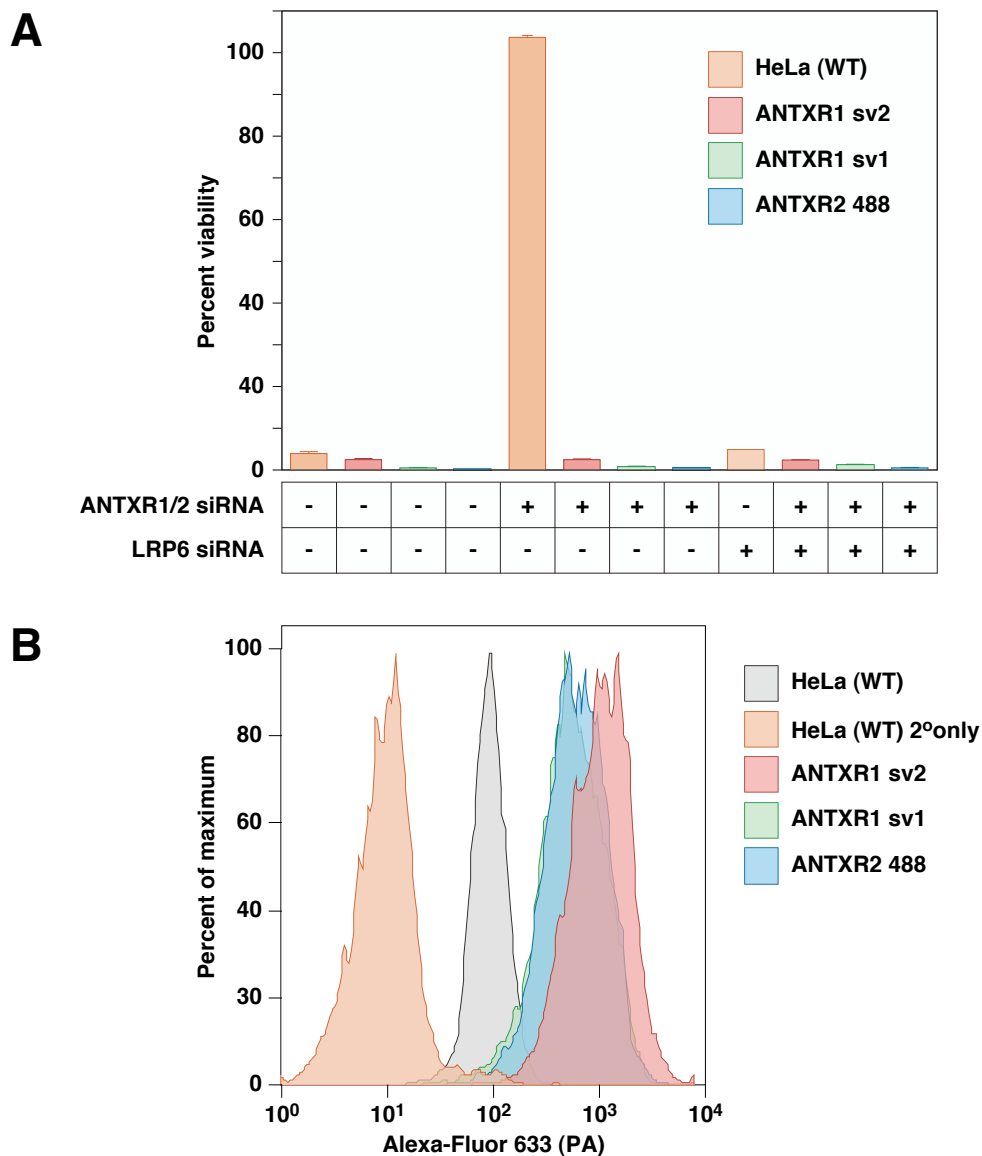 A
Percent viability
100
80
60
40
40
0
HeLa (WT)
ANTXR1 sv2
ANTXR1 sv1
ANTXR2 488
ANTXR1/2 siRNA - - - - + + + + - + + +
LRP6 siRNA - - - - - - - - + + + +
B
Percent of maximum
100
80
60
40
30
0
10⁰ 10¹ 10² 10³ 10⁴
Alexa-Fluor 633 (PA)
HeLa (WT)
HeLa (WT) 2ºonly
ANTXR1 sv2
ANTXR1 sv1
ANTXR2 488